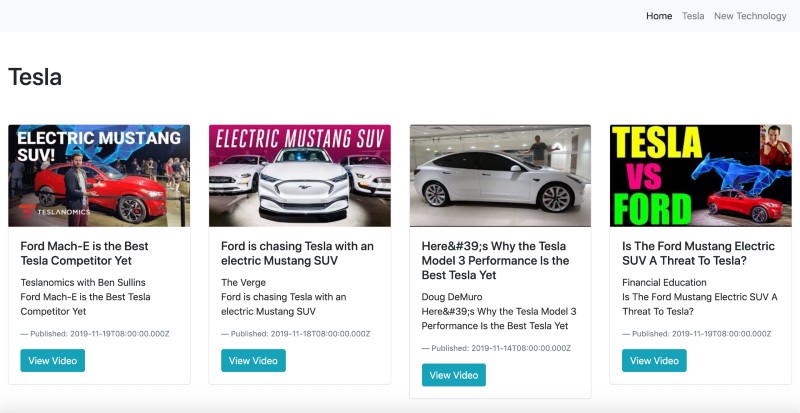 Home Tesla New Technology
Tesla
ELECTRIC MUSTANG
SUV!
TESLANOMICS
Ford Mach-E is the Best
Tesla Competitor Yet
Teslanomics with Ben Sullins
Ford Mach-E is the Best Tesla
Competitor Yet
— Published: 2019-11-19T08:00:00.000Z
View Video
ELECTRIC MUSTANG SUV
Ford is chasing Tesla with an
electric Mustang SUV
The Verge
Ford is chasing Tesla with an
electric Mustang SUV
— Published: 2019-11-18T08:00:00.000Z
View Video
Here&#39;s Why the Tesla
Model 3 Performance Is the
Best Tesla Yet
Doug DeMuro
Here&#39;s Why the Tesla Model 3
Performance Is the Best Tesla Yet
— Published: 2019-11-14T08:00:00.000Z
View Video
TESLA
VS
FORD
Is The Ford Mustang Electric
SUV A Threat To Tesla?
Financial Education
Is The Ford Mustang Electric SUV A
Threat To Tesla?
— Published: 2019-11-19T08:00:00.000Z
View Video